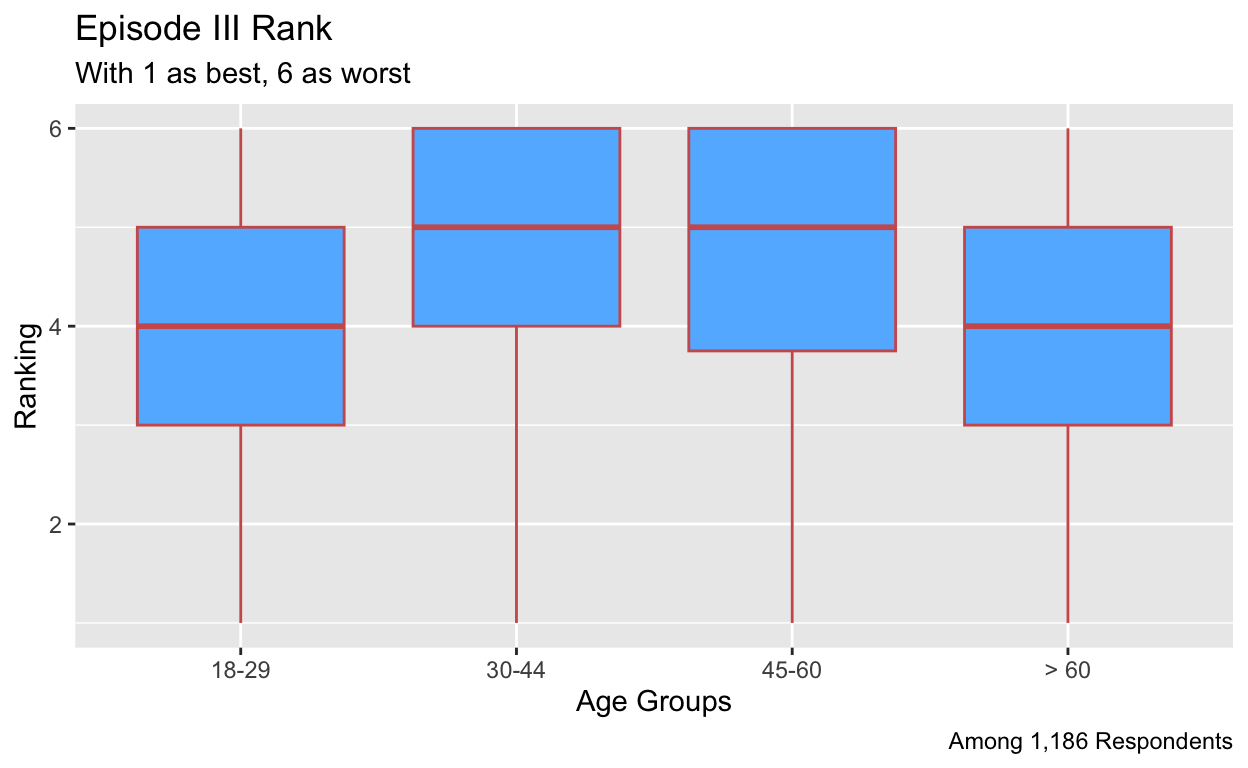 Episode III Rank
With 1 as best, 6 as worst
Ranking
6
4
2
18-29
30-44
45-60
> 60
Age Groups
Among 1,186 Respondents